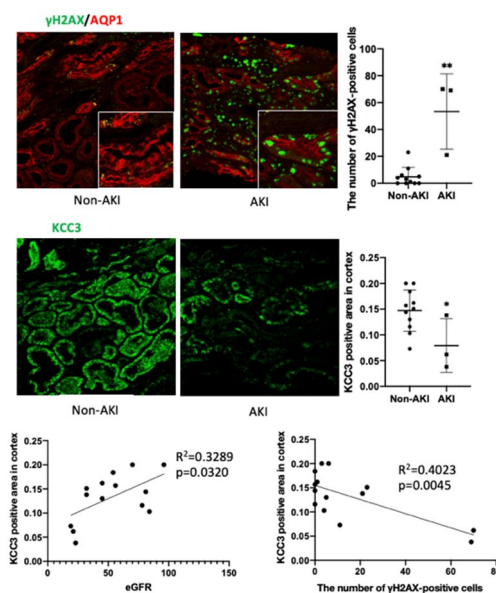 γH2AX/AQP1
Non-AKI
AKI
The number of γH2AX-positive cells
100
80
60
40
20
0
**
Non-AKI AKI
KCC3
Non-AKI
AKI
KCC3 positive area in cortex
0.25
0.20
0.15
0.10
0.05
0.00
*
Non-AKI AKI
KCC3 positive area in cortex
0.25
0.20
0.15
0.10
0.05
0.00
R²=0.3289
p=0.0320
0 50 100 150
eGFR
KCC3 positive area in cortex
0.25
0.20
0.15
0.10
0.05
0.00
R²=0.4023
p=0.0045
0 20 40 60 80
The number of γH2AX-positive cells